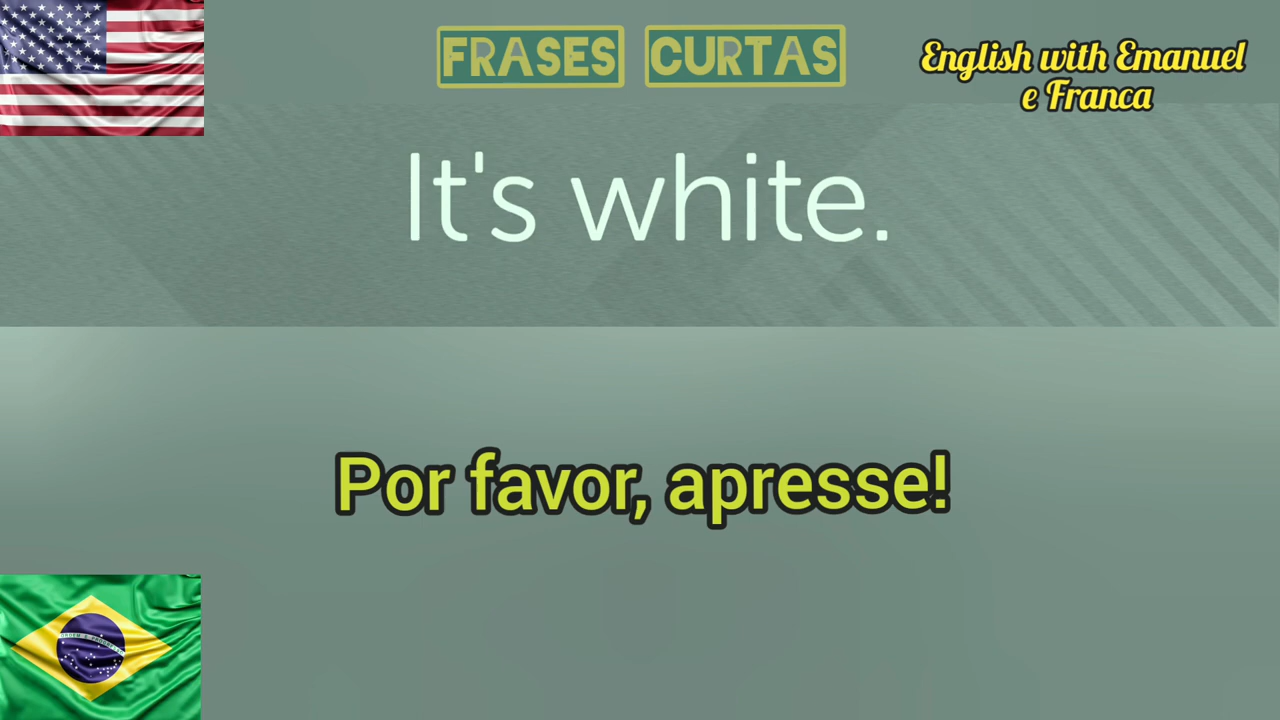 FRASES CURTAS
English with Emanuel
e Franca
It's white.
Por favor, apresse!